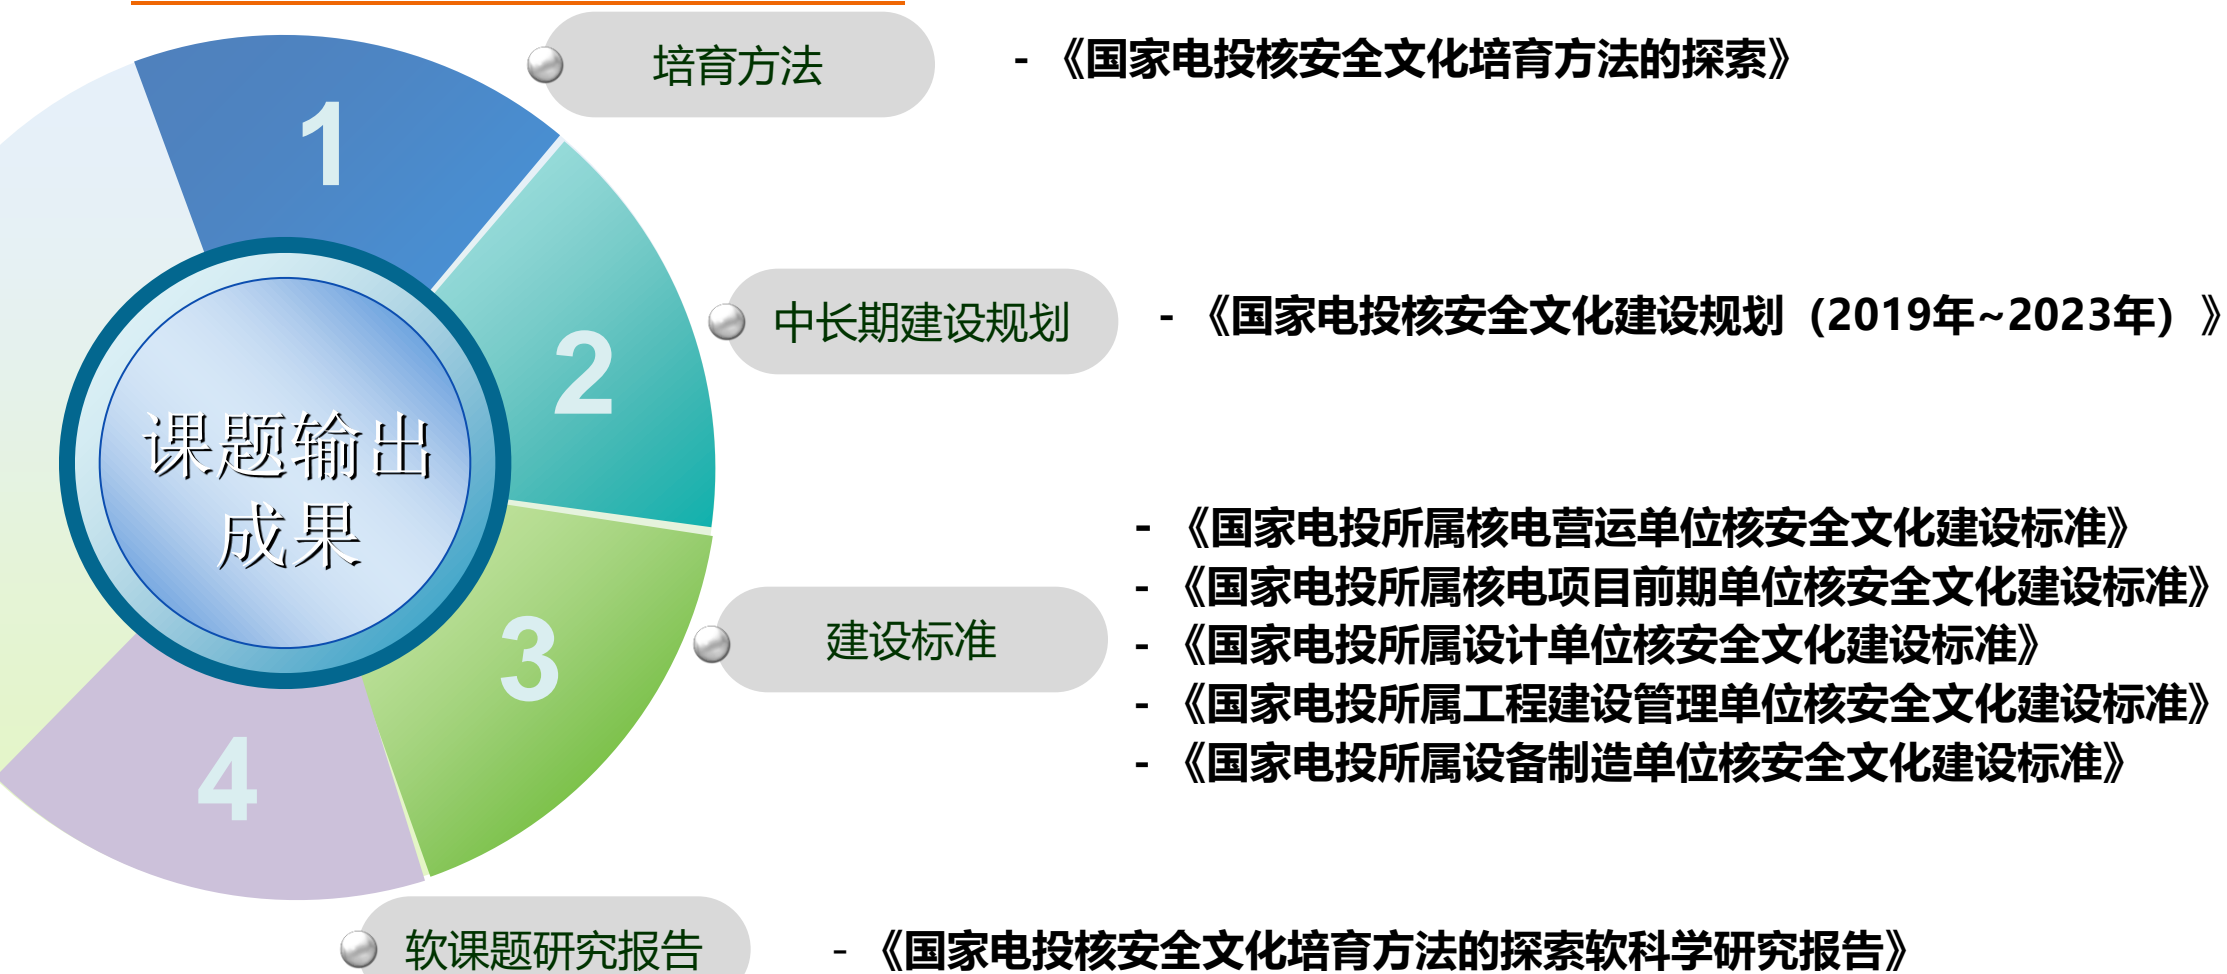 1
培育方法
- 《国家电投核安全文化培育方法的探索》
2
中长期建设规划
- 《国家电投核安全文化建设规划（2019年~2023年）》
课题输出
成果
3
建设标准
- 《国家电投所属核电营运单位核安全文化建设标准》
- 《国家电投所属核电项目前期单位核安全文化建设标准》
- 《国家电投所属设计单位核安全文化建设标准》
- 《国家电投所属工程建设管理单位核安全文化建设标准》
- 《国家电投所属设备制造单位核安全文化建设标准》
4
软课题研究报告
- 《国家电投核安全文化培育方法的探索软科学研究报告》